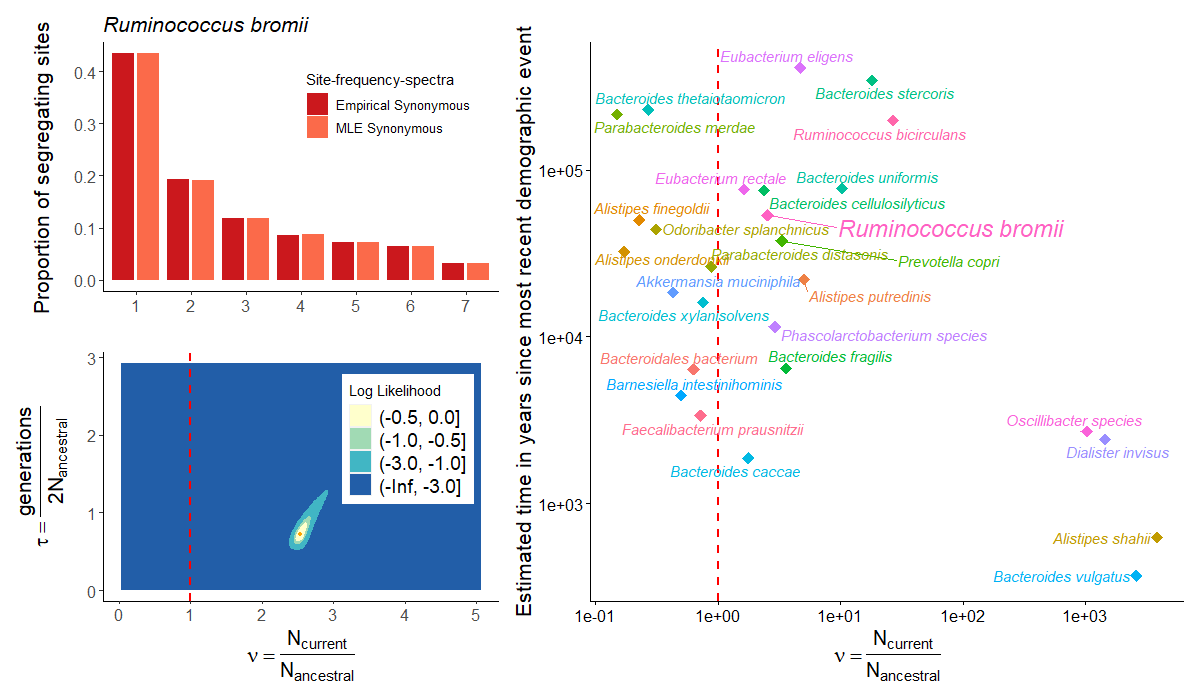 Ruminococcus bromii
Proportion of segregating sites
0.4
0.3
0.2
0.1
0.0
Site-frequency-spectra
Empirical Synonymous
MLE Synonymous
1 2 3 4 5 6 7
τ = generations / 2Nancestral
3
2
1
0
Log Likelihood
(-0.5, 0.0]
(-1.0, -0.5]
(-3.0, -1.0]
(-Inf, -3.0]
0 1 2 3 4 5
ν = Ncurrent / Nancestral
Estimated time in years since most recent demographic event
1e+05
1e+04
1e+03
Eubacterium eligens
Bacteroides stercoris
Bacteroides thetaiotaomicron
Parabacteroides merdae
Ruminococcus bicirculans
Eubacterium rectale
Bacteroides uniformis
Bacteroides cellulosilyticus
Alistipes finegoldii
Odoribacter splanchnicus
Ruminococcus bromii
Parabacteroides distasonis
Alistipes onderdonkii
Prevotella copri
Akkermansia muciniphila
Alistipes putredinis
Bacteroides xylanisolvens
Phascolarctobacterium species
Bacteroidales bacterium
Bacteroides fragilis
Barnesiella intestinihominis
Faecalibacterium prausnitzii
Oscillibacter species
Dialister invisus
Bacteroides caccae
Alistipes shahii
Bacteroides vulgatus
1e-01 1e+00 1e+01 1e+02 1e+03
ν = Ncurrent / Nancestral